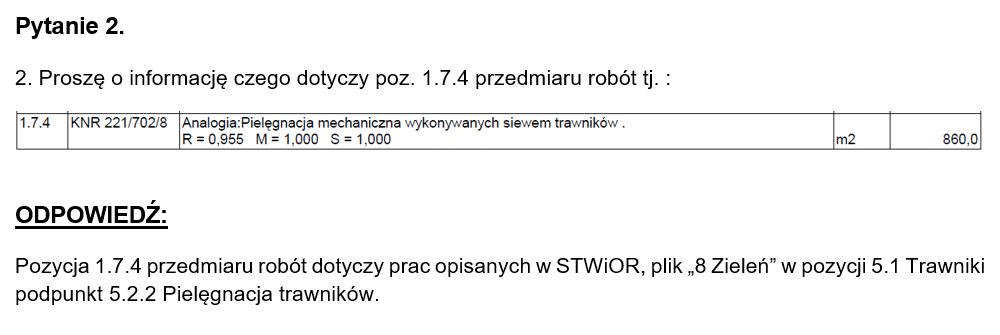 Pytanie 2.
2. Proszę o informację czego dotyczy poz. 1.7.4 przedmiaru robót tj. :
1.7.4 KNR 221/702/8 Analogia:Pielęgnacja mechaniczna wykonywanych siewem trawników .
R = 0,955 M = 1,000 S = 1,000 m2 860,0
ODPOWIEDŹ:
Pozycja 1.7.4 przedmiaru robót dotyczy prac opisanych w STWiOR, plik „8 Zieleń” w pozycji 5.1 Trawniki
podpunkt 5.2.2 Pielęgnacja trawników.